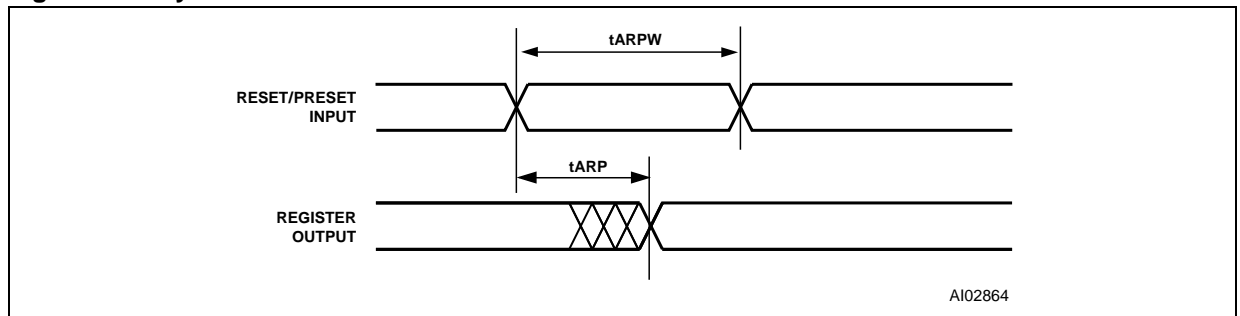 tARPW
RESET/PRESET
INPUT
tARP
REGISTER
OUTPUT
AI02864